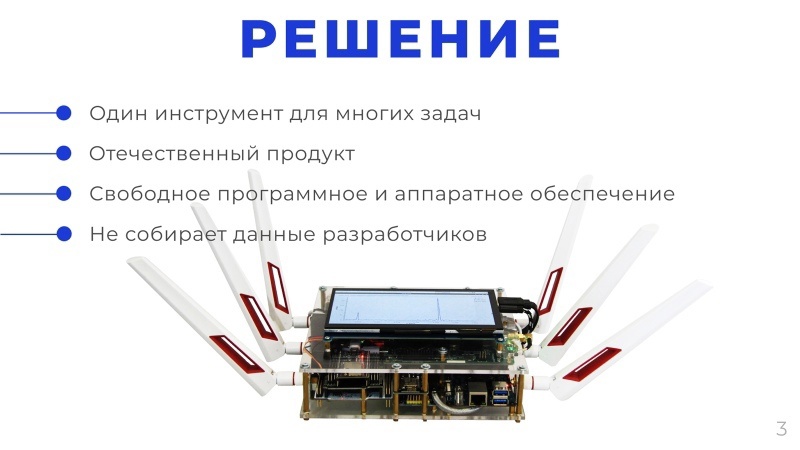 РЕШЕНИЕ
Один инструмент для многих задач
Отечественный продукт
Свободное программное и аппаратное обеспечение
Не собирает данные разработчиков
3